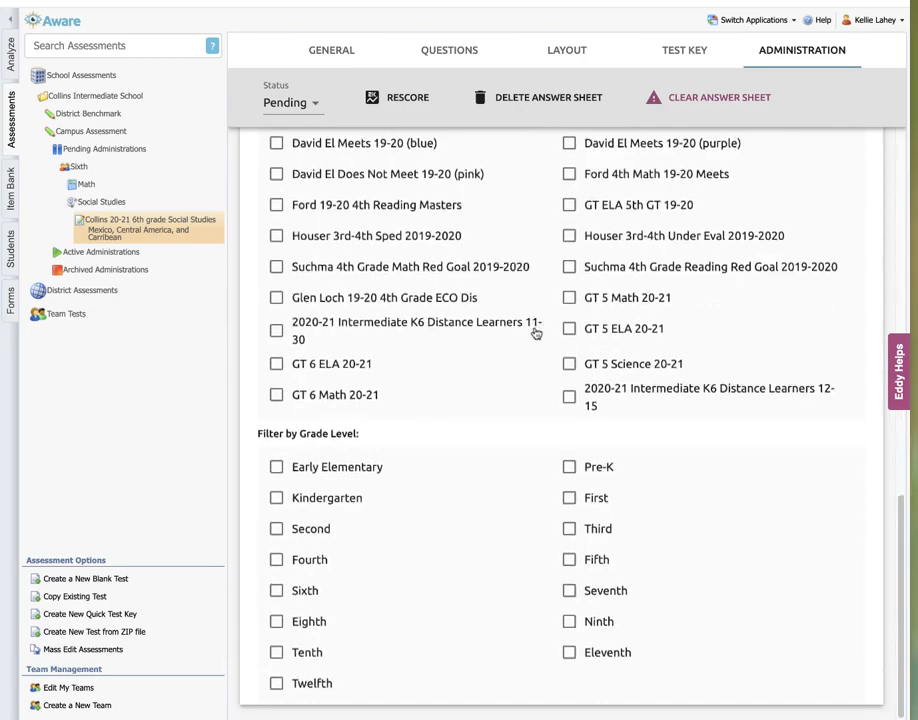 Aware
Switch Applications
Help
Kellie Lahey
Search Assessments
?
Analyze
Assessments
Item Bank
Students
Forms
School Assessments
Collins Intermediate School
District Benchmark
Campus Assessment
Pending Administrations
Sixth
Math
Social Studies
Collins 20-21 6th grade Social Studies
Mexico, Central America, and
Carribean
Active Administrations
Archived Administrations
District Assessments
Team Tests
Assessment Options
Create a New Blank Test
Copy Existing Test
Create New Quick Test Key
Create New Test from ZIP file
Mass Edit Assessments
Team Management
Edit My Teams
Create a New Team
GENERAL QUESTIONS LAYOUT TEST KEY ADMINISTRATION
Status
Pending
RESCORE DELETE ANSWER SHEET CLEAR ANSWER SHEET
David El Meets 19-20 (blue) David El Meets 19-20 (purple)
David El Does Not Meet 19-20 (pink) Ford 4th Math 19-20 Meets
Ford 19-20 4th Reading Masters GT ELA 5th GT 19-20
Houser 3rd-4th Sped 2019-2020 Houser 3rd-4th Under Eval 2019-2020
Suchma 4th Grade Math Red Goal 2019-2020 Suchma 4th Grade Reading Red Goal 2019-2020
Glen Loch 19-20 4th Grade ECO Dis GT 5 Math 20-21
2020-21 Intermediate K6 Distance Learners 11-
30
GT 5 ELA 20-21
GT 6 ELA 20-21 GT 5 Science 20-21
GT 6 Math 20-21
2020-21 Intermediate K6 Distance Learners 12-
15
Filter by Grade Level:
Early Elementary Pre-K
Kindergarten First
Second Third
Fourth Fifth
Sixth Seventh
Eighth Ninth
Tenth Eleventh
Twelfth
Eddy Helps